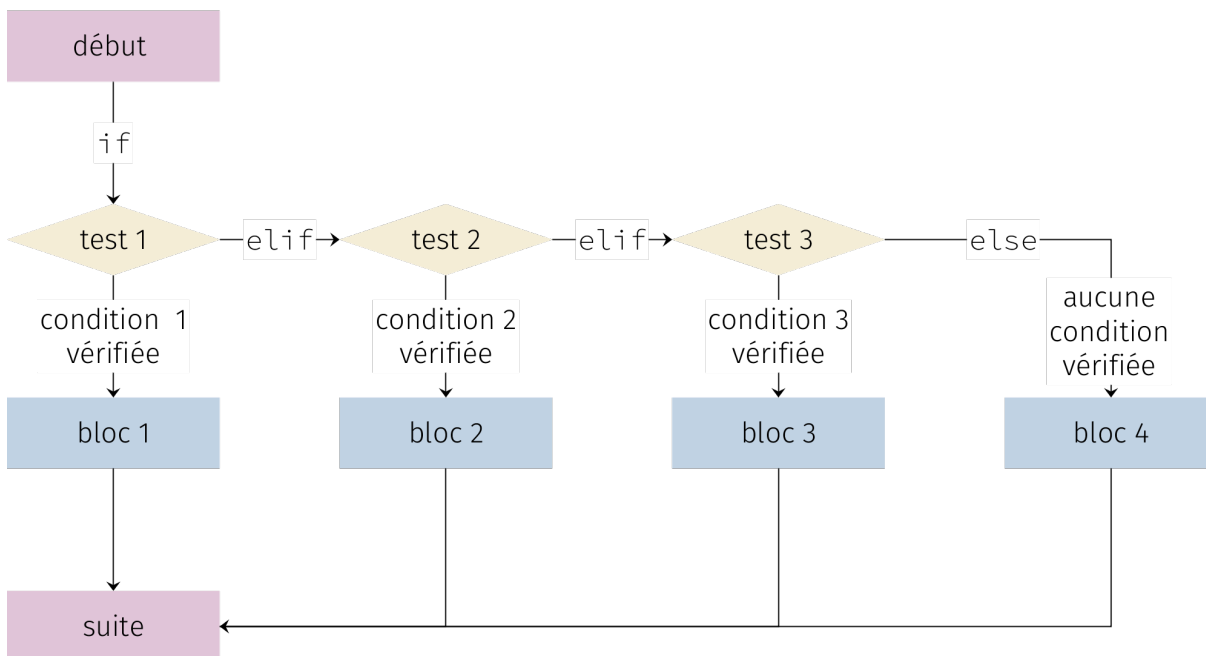 début
if
test 1
elif
test 2
elif
test 3
else
condition 1
vérifiée
condition 2
vérifiée
condition 3
vérifiée
aucune
condition
vérifiée
bloc 1
bloc 2
bloc 3
bloc 4
suite